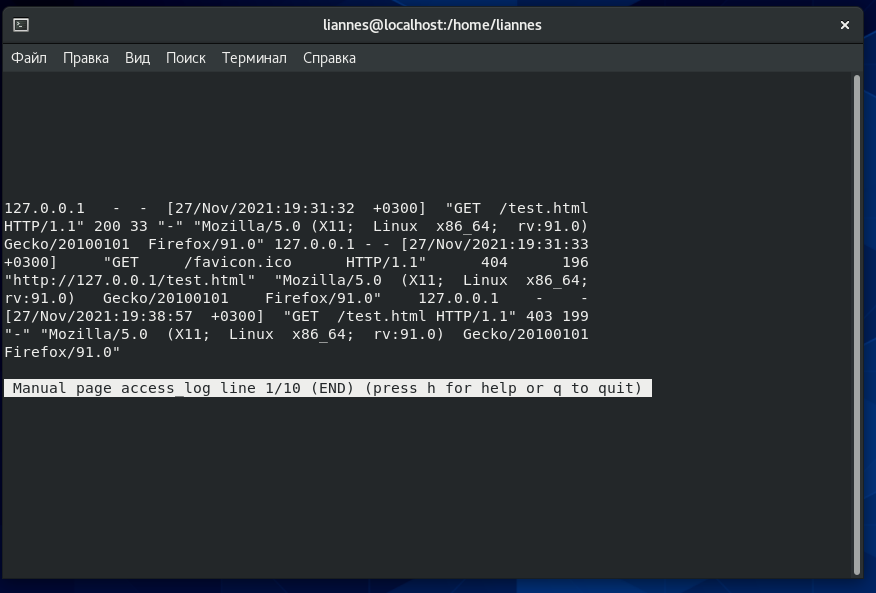 liannes@localhost:/home/liannes
Файл Правка Вид Поиск Терминал Справка
127.0.0.1 - - [27/Nov/2021:19:31:32 +0300] "GET /test.html
HTTP/1.1" 200 33 "-" "Mozilla/5.0 (X11; Linux x86_64; rv:91.0)
Gecko/20100101 Firefox/91.0" 127.0.0.1 - - [27/Nov/2021:19:31:33
+0300] "GET /favicon.ico HTTP/1.1" 404 196
"http://127.0.0.1/test.html" "Mozilla/5.0 (X11; Linux x86_64;
rv:91.0) Gecko/20100101 Firefox/91.0" 127.0.0.1 - -
[27/Nov/2021:19:38:57 +0300] "GET /test.html HTTP/1.1" 403 199
"-" "Mozilla/5.0 (X11; Linux x86_64; rv:91.0) Gecko/20100101
Firefox/91.0"
Manual page access_log line 1/10 (END) (press h for help or q to quit)